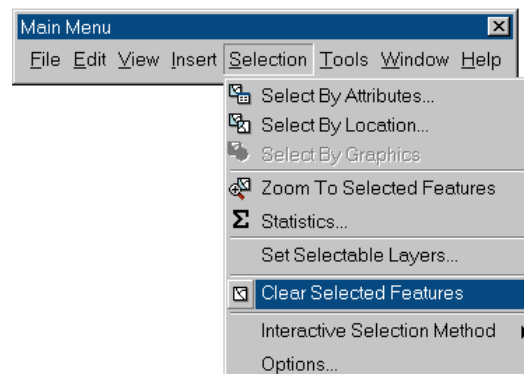 Main Menu
File Edit View Insert Selection Tools Window Help
Select By Attributes...
Select By Location...
Select By Graphics
Zoom To Selected Features
Σ Statistics...
Set Selectable Layers...
Clear Selected Features
Interactive Selection Method
Options...